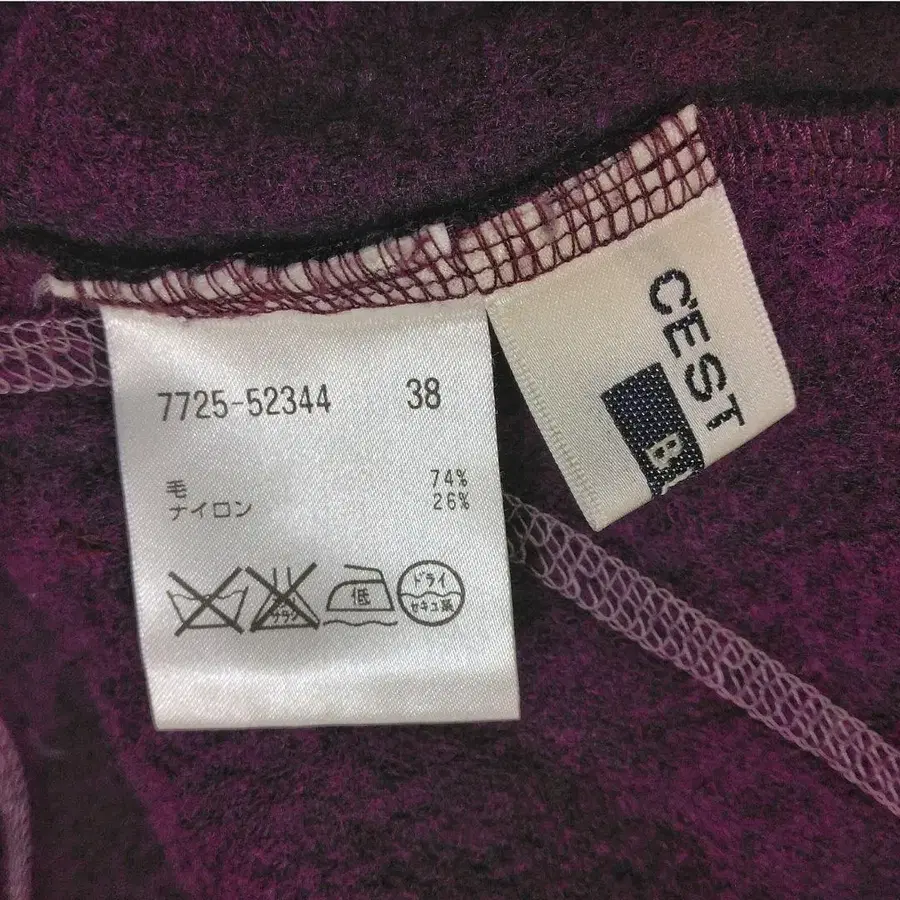 7725-52344 38
毛 74%
ナイロン 26%
低
ドライ
セキユ系
C'EST